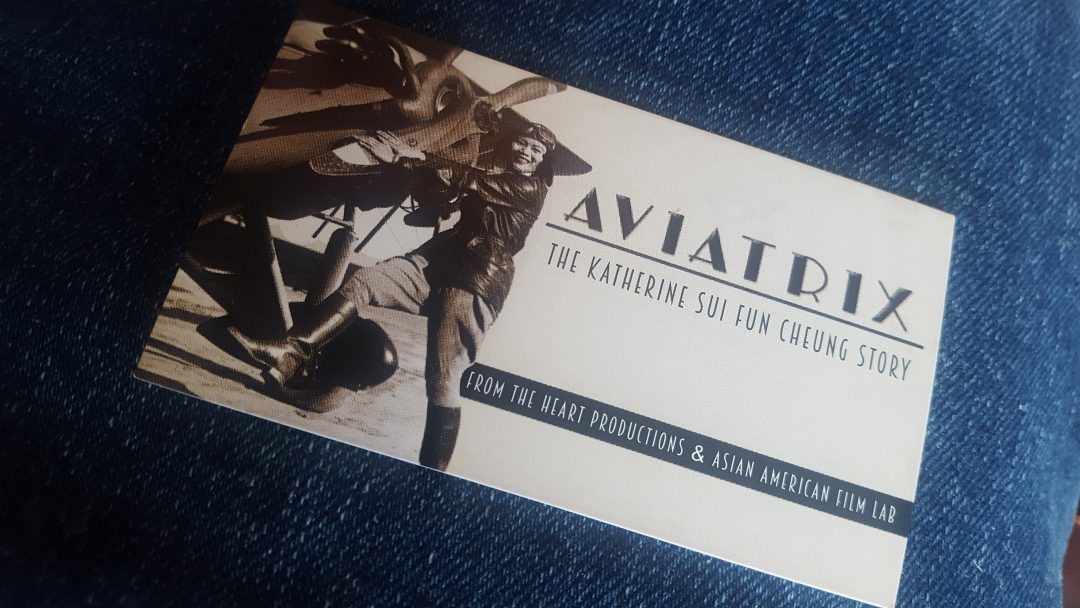 AVIATRIX
THE KATHERINE SUI FUN CHEUNG STORY
FROM THE HEART PRODUCTIONS & ASIAN AMERICAN FILM LAB